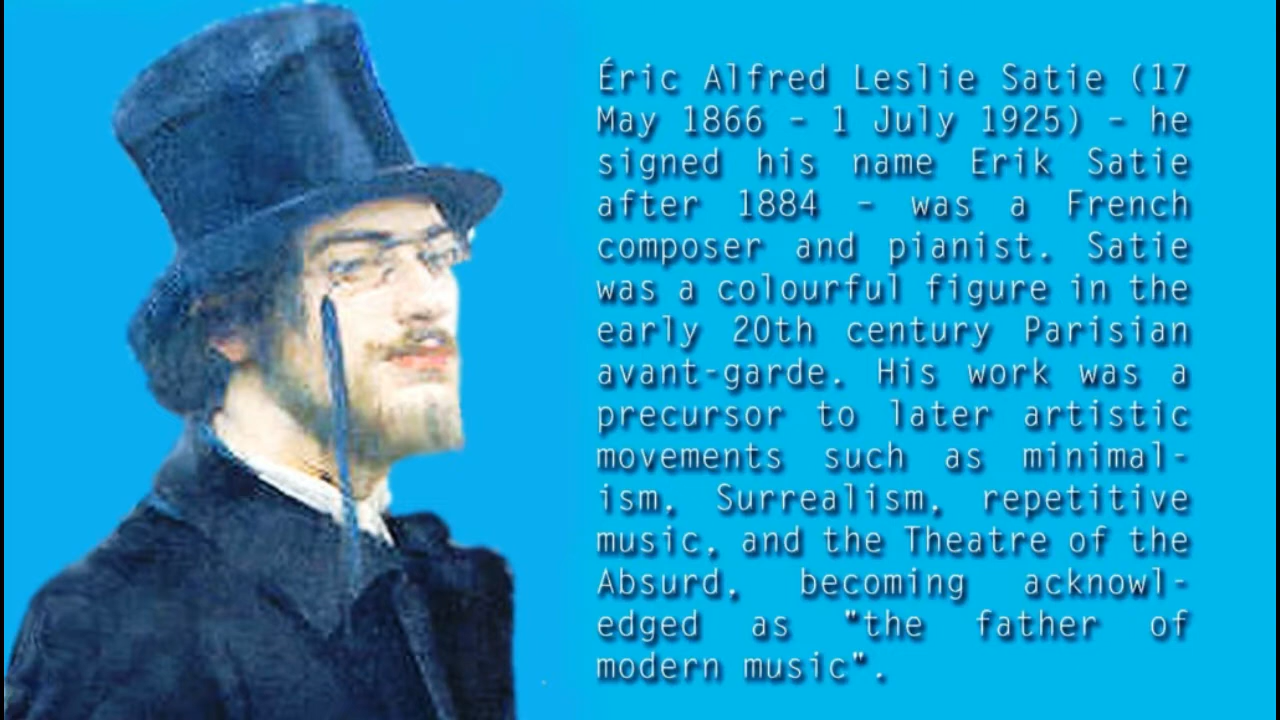 Éric Alfred Leslie Satie (17
May 1866 – 1 July 1925) – he
signed his name Erik Satie
after 1884 – was a French
composer and pianist. Satie
was a colourful figure in the
early 20th century Parisian
avant-garde. His work was a
precursor to later artistic
movements such as minimal-
ism, Surrealism, repetitive
music, and the Theatre of the
Absurd, becoming acknowl-
edged as "the father of
modern music".